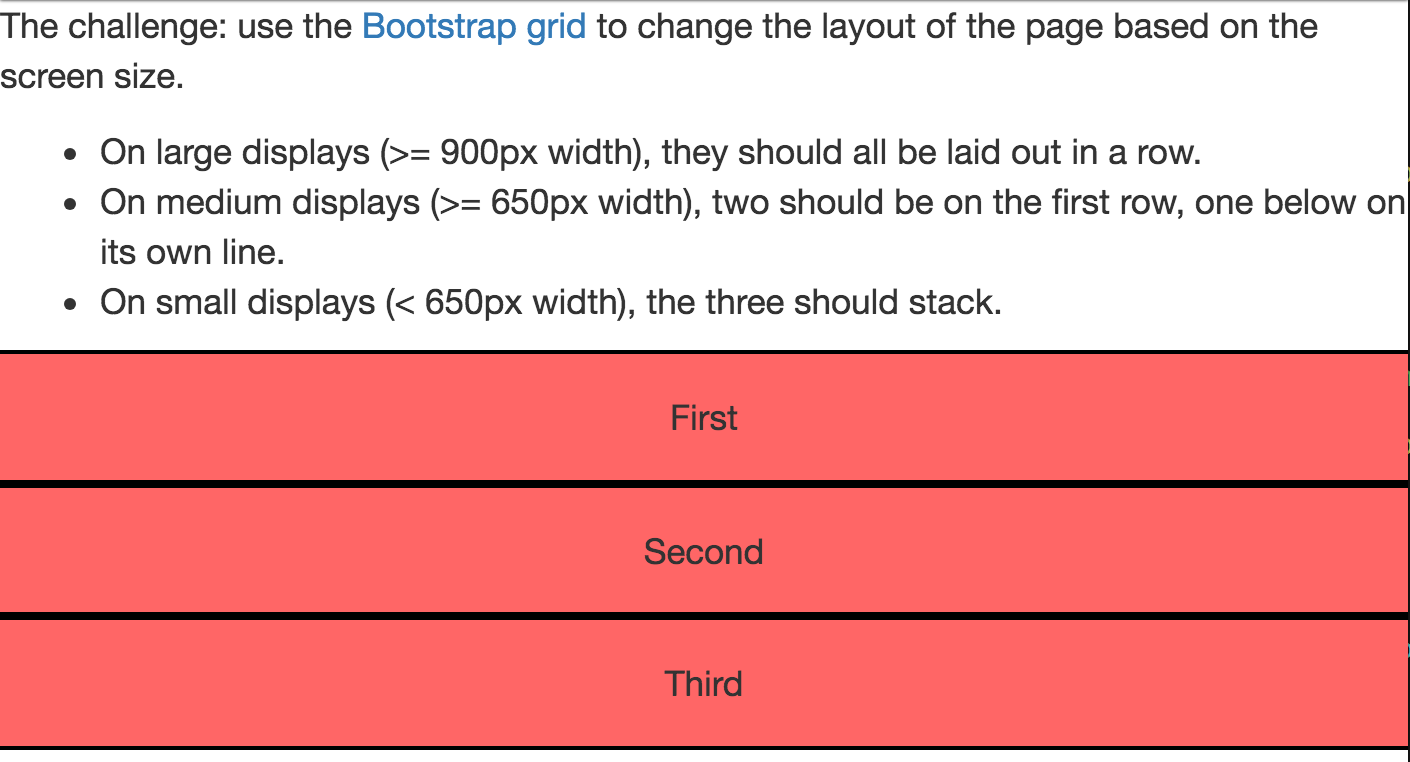 The challenge: use the Bootstrap grid to change the layout of the page based on the
screen size.
On large displays (>= 900px width), they should all be laid out in a row.
On medium displays (>= 650px width), two should be on the first row, one below on
its own line.
On small displays (< 650px width), the three should stack.
First
Second
Third